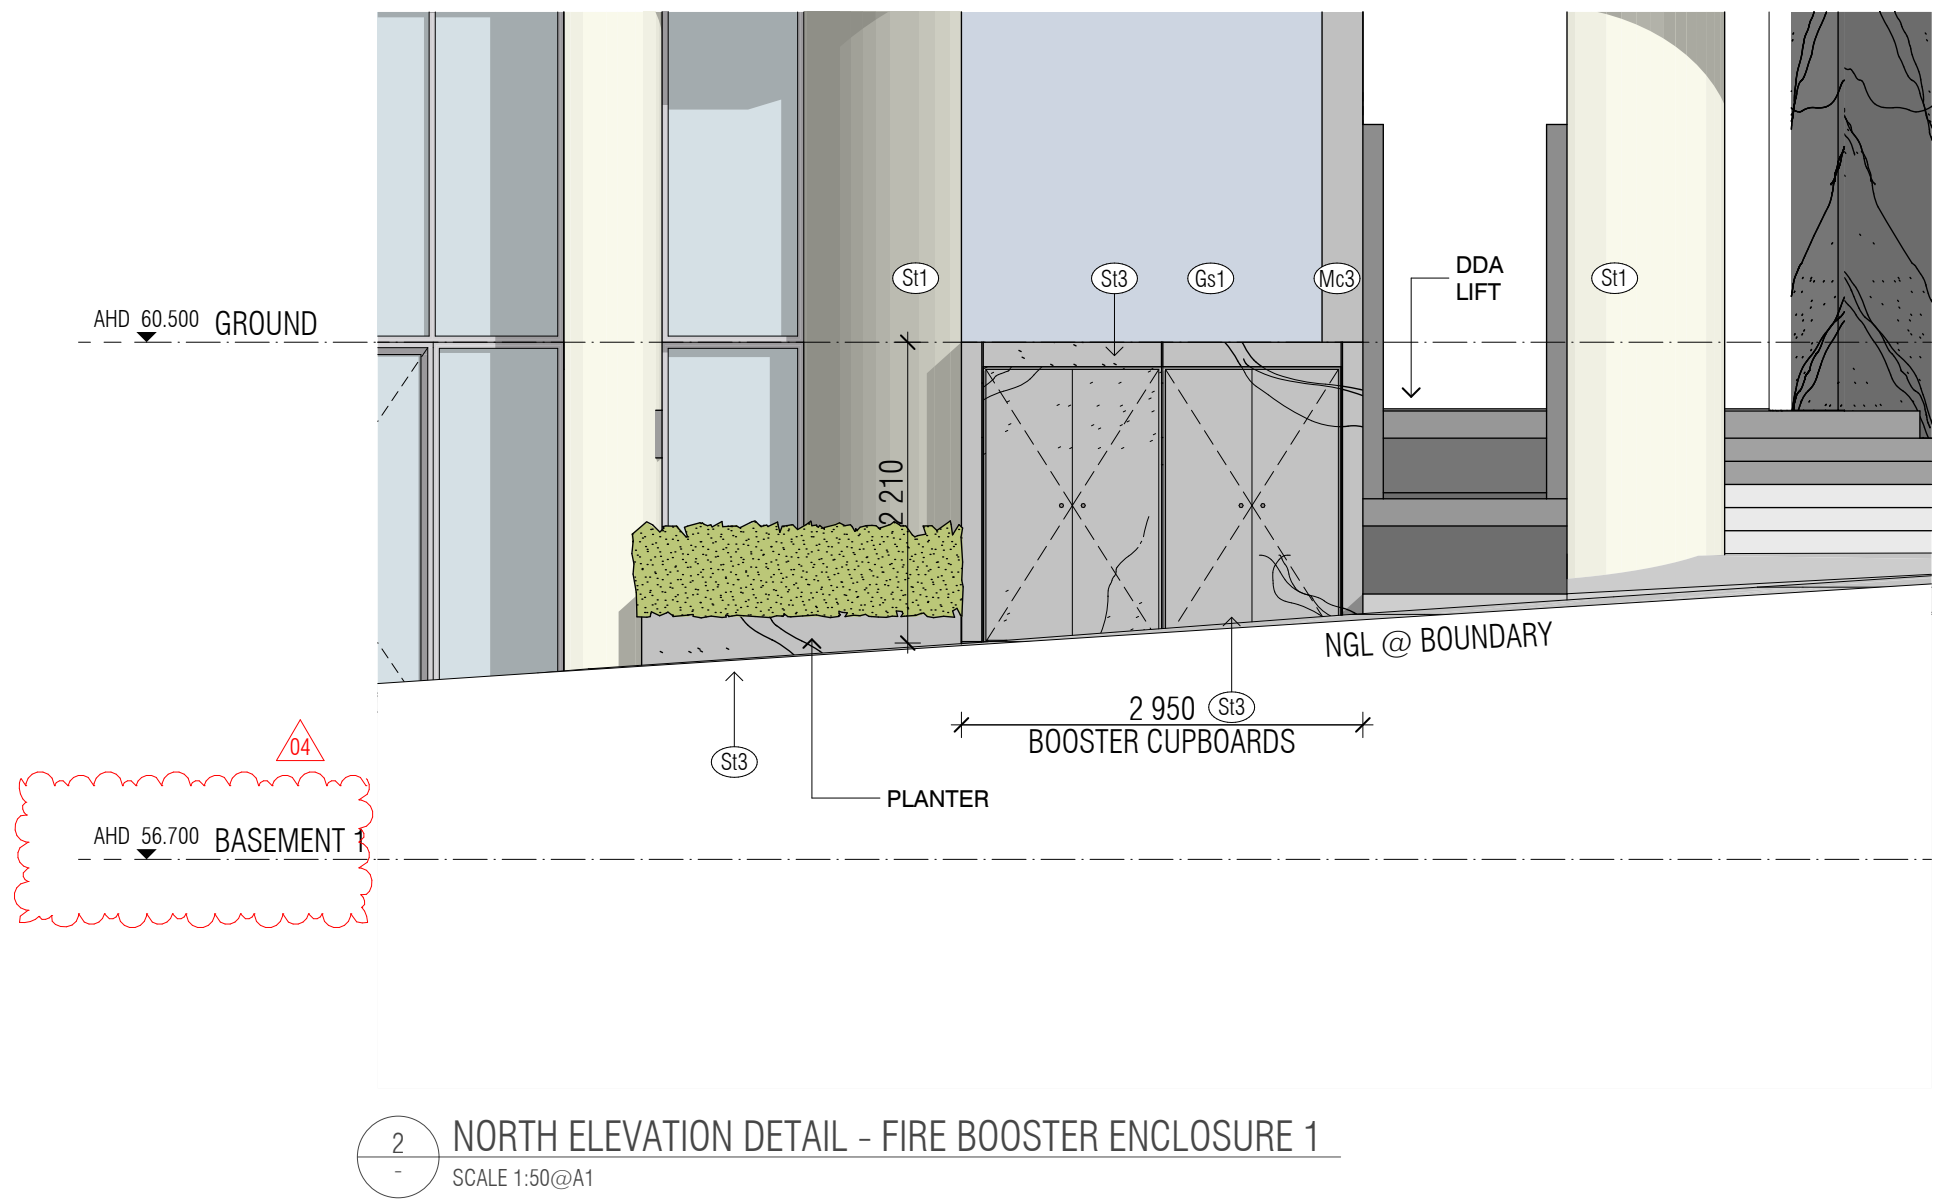 St1
St3
Gs1
Mc3
DDA
LIFT
St1
AHD 60.500 GROUND
2 210
NGL @ BOUNDARY
2 950
St3
BOOSTER CUPBOARDS
04
St3
PLANTER
AHD 56.700 BASEMENT 1
2
-
NORTH ELEVATION DETAIL - FIRE BOOSTER ENCLOSURE 1
SCALE 1:50@A1